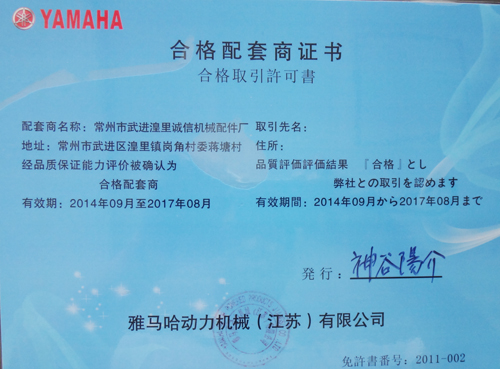 YAMAHA
合格配套商证书
合格取引許可書
配套商名称：常州市武进湟里诚信机械配件厂
地址：常州市武进区湟里镇岗角村委蒋塘村
经品质保证能力评价被确认为
合格配套商
有效期：2014年09月至2017年08月
取引先名：
住所：
品質評価評価結果 『合格』とし
弊社との取引を認めます
有效期間：2014年09月から2017年08月まで
発行：神谷陽介
雅马哈动力机械（江苏）有限公司
免許書番号：2011-002